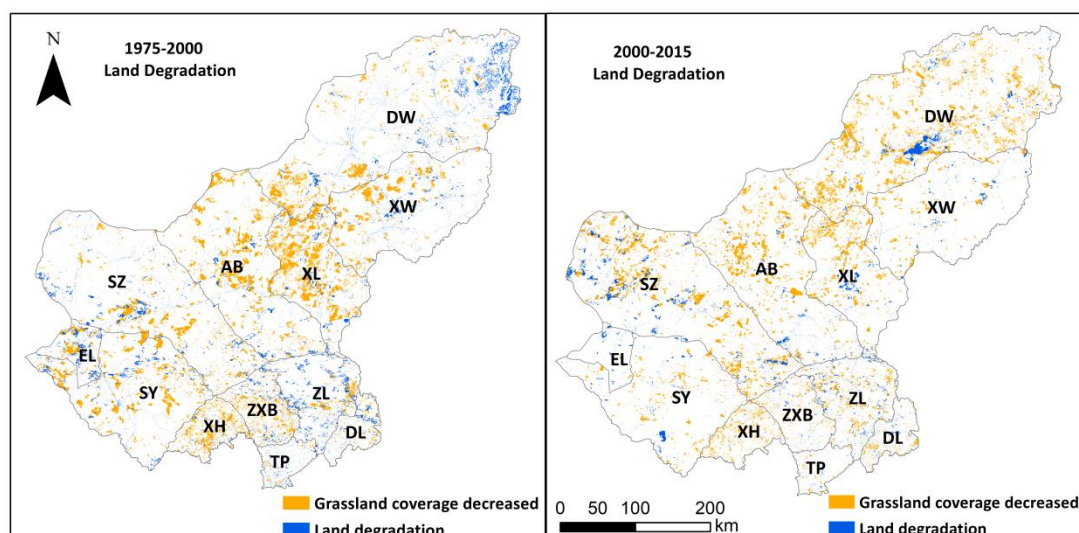 N
1975-2000
Land Degradation
DW
XW
AB
XL
SZ
EL
SY
ZL
ZXB
XH
DL
TP
Grassland coverage decreased
Land degradation
2000-2015
Land Degradation
DW
XW
AB
XL
SZ
EL
SY
ZL
ZXB
XH
DL
TP
0 50 100 200
km
Grassland coverage decreased
Land degradation